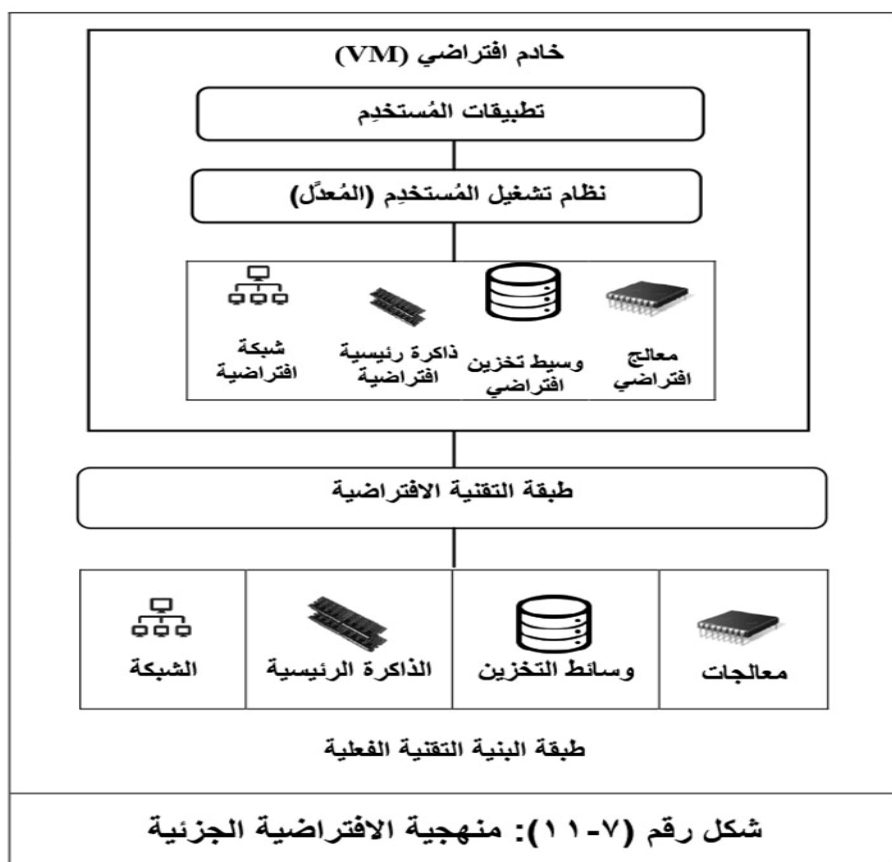 خادم افتراضي (VM)
تطبيقات المُستخدِم
نظام تشغيل المُستخدِم (المُعدَّل)
معالج
افتراضي
وسيط تخزين
افتراضي
ذاكرة رئيسية
افتراضية
شبكة
افتراضية
طبقة التقنية الافتراضية
معالجات
وسائط التخزين
الذاكرة الرئيسية
الشبكة
طبقة البنية التقنية الفعلية
شكل رقم (٧-١١): منهجية الافتراضية الجزئية